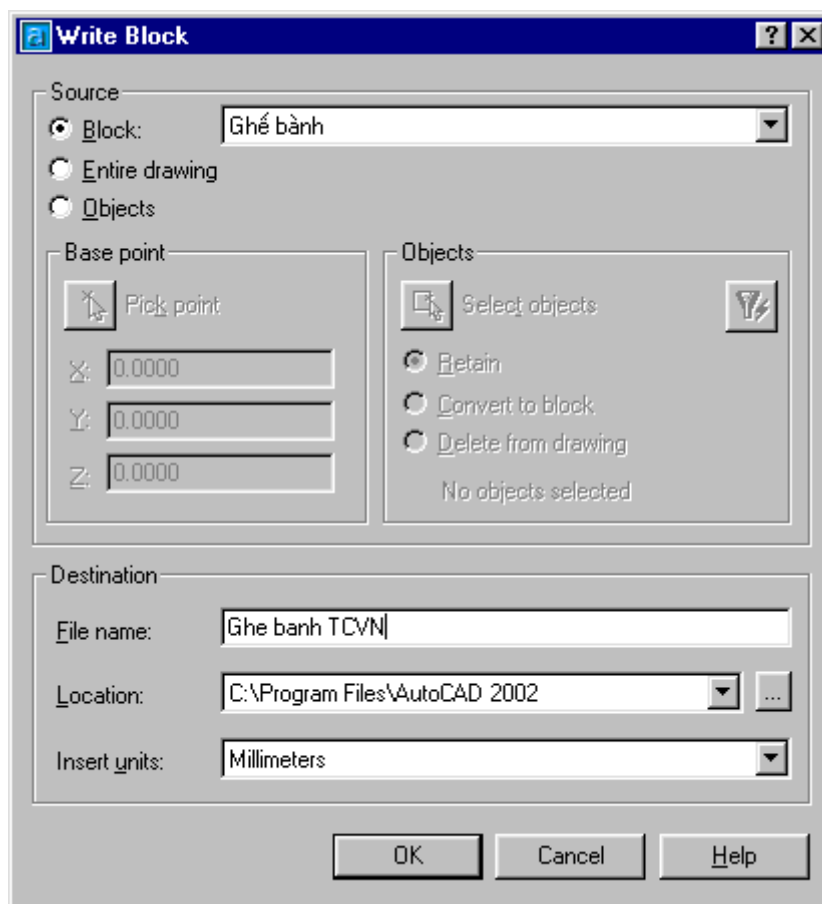 Write Block
Source
Block: Ghế bành
Entire drawing
Objects
Base point
Pick point
X: 0.0000
Y: 0.0000
Z: 0.0000
Objects
Select objects
Retain
Convert to block
Delete from drawing
No objects selected
Destination
File name: Ghe banh TCVN
Location: C:\Program Files\AutoCAD 2002 ...
Insert units: Millimeters
OK Cancel Help